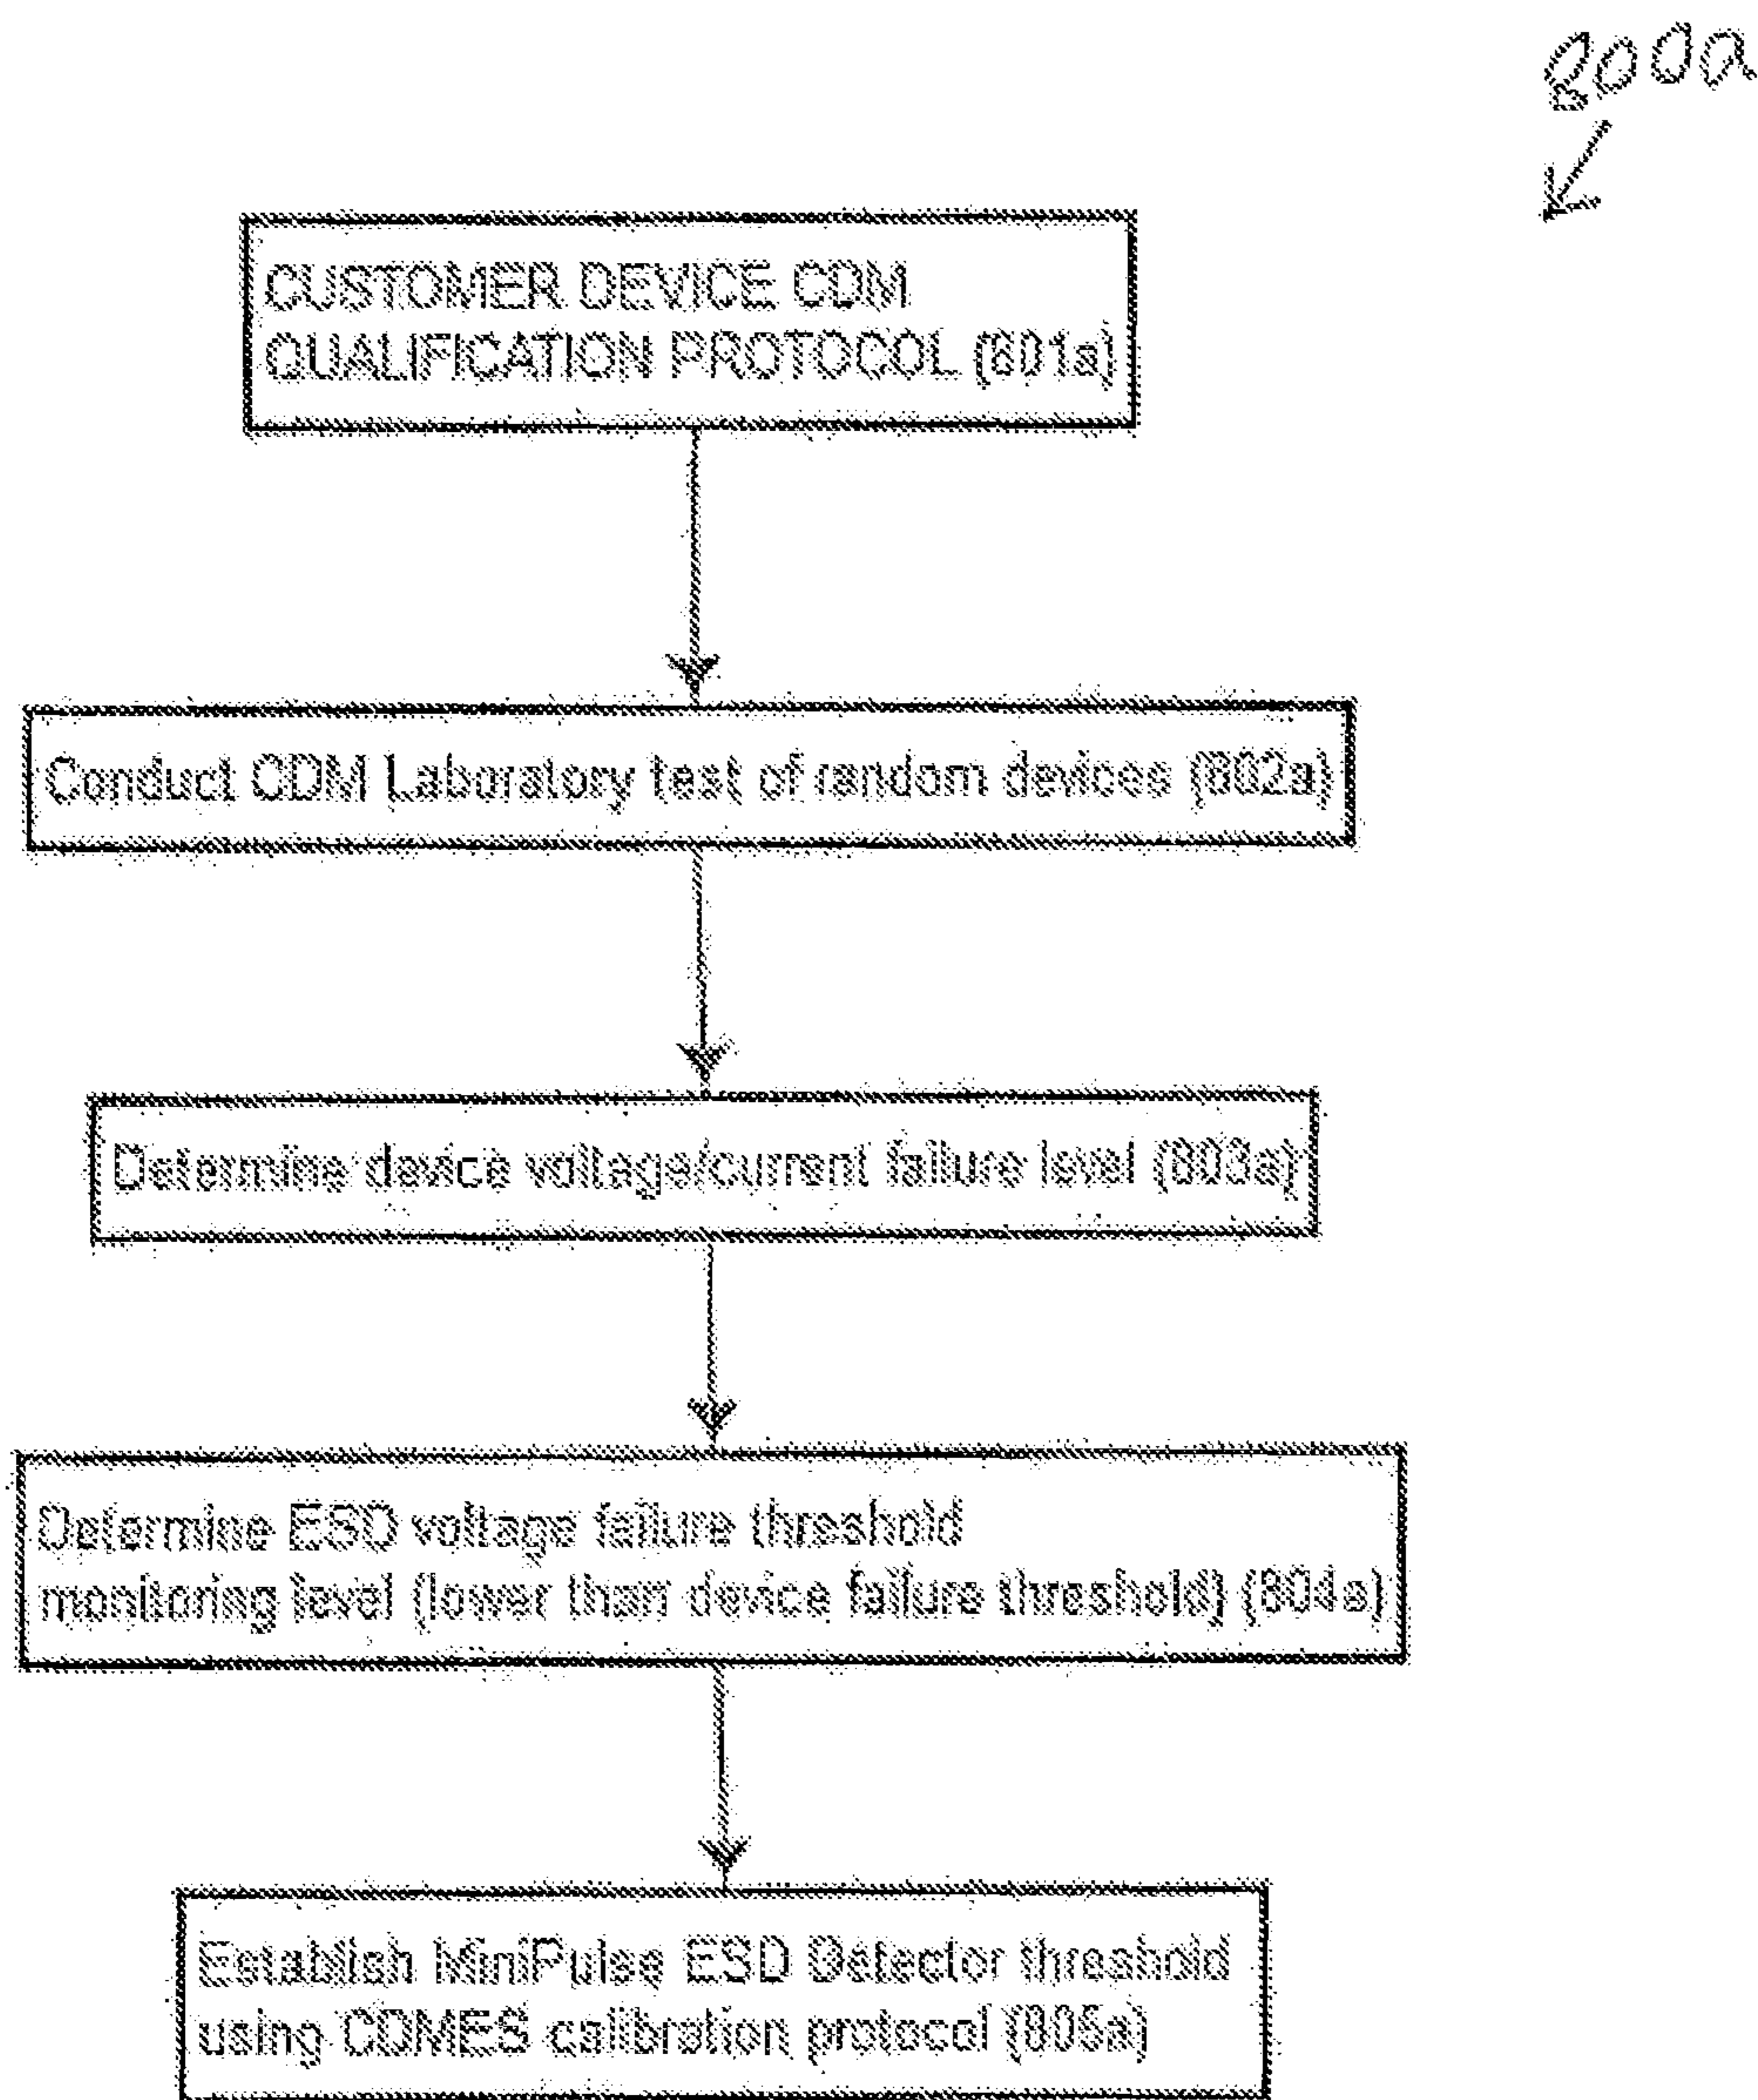 800a
CUSTOMER DEVICE CDM
QUALIFICATION PROTOCOL (801a)
Conduct CDM Laboratory test of random devices (802a)
Determine device voltage/current failure level (803a)
Determine ESD voltage failure threshold
monitoring level (lower than device failure threshold) (804a)
Establish MiniPulse ESD Detector threshold
using CDMES calibration protocol (805a)